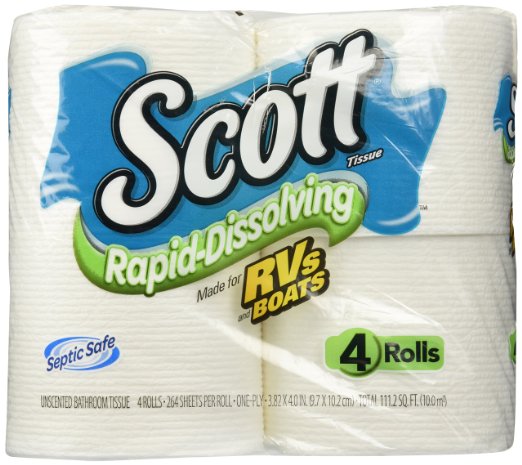 Scott
Tissue
TM
Rapid-Dissolving
Made for RVs
and BOATS
Septic Safe
4 Rolls
UNSCENTED BATHROOM TISSUE 4 ROLLS · 264 SHEETS PER ROLL · ONE-PLY · 3.82 X 4.0 IN. (9.7 X 10.2 cm) · TOTAL 111.2 SQ. FT. (10.0 m²)